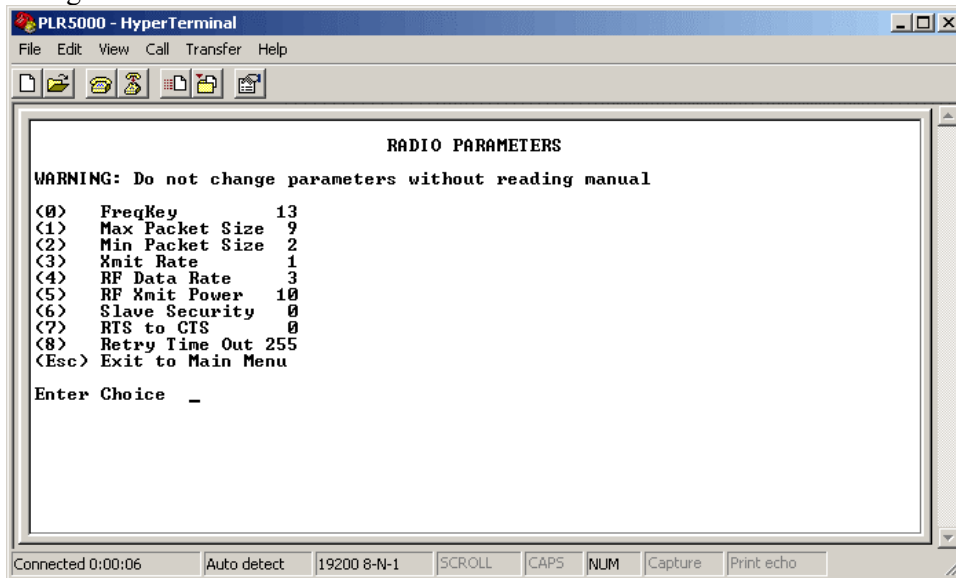 PLR5000 - HyperTerminal
File Edit View Call Transfer Help
RADIO PARAMETERS
WARNING: Do not change parameters without reading manual
(0) FreqKey 13
(1) Max Packet Size 9
(2) Min Packet Size 2
(3) Xmit Rate 1
(4) RF Data Rate 3
(5) RF Xmit Power 10
(6) Slave Security 0
(7) RTS to CTS 0
(8) Retry Time Out 255
(Esc) Exit to Main Menu
Enter Choice _
Connected 0:00:06 Auto detect 19200 8-N-1 SCROLL CAPS NUM Capture Print echo